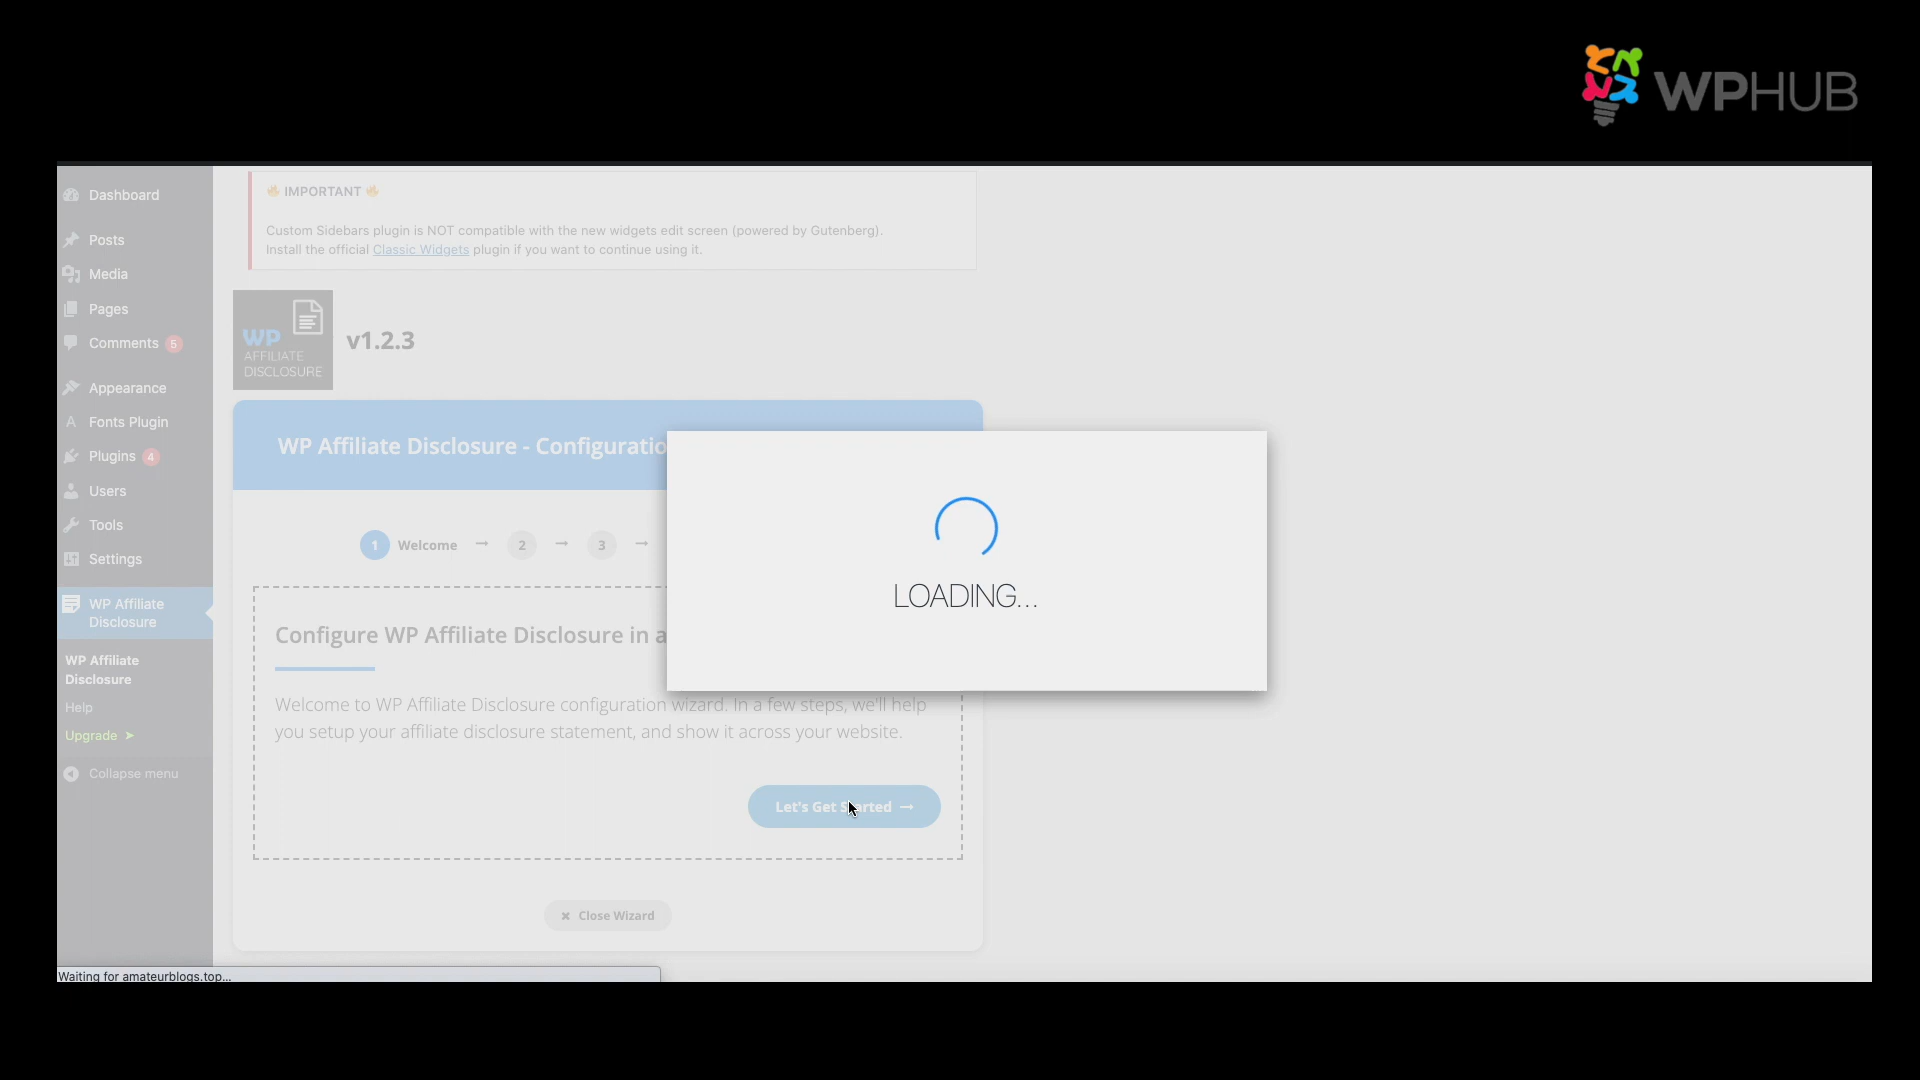 WPHUB
Dashboard
Posts
Media
Pages
Comments 5
Appearance
Fonts Plugin
Plugins 4
Users
Tools
Settings
WP Affiliate
Disclosure
WP Affiliate
Disclosure
Help
Upgrade ➤
Collapse menu
🔥 IMPORTANT 🔥
Custom Sidebars plugin is NOT compatible with the new widgets edit screen (powered by Gutenberg).
Install the official Classic Widgets plugin if you want to continue using it.
WP
AFFILIATE
DISCLOSURE
v1.2.3
WP Affiliate Disclosure - Configuratio
1 Welcome → 2 → 3 →
Configure WP Affiliate Disclosure in a
LOADING...
Welcome to WP Affiliate Disclosure configuration wizard. In a few steps, we'll help
you setup your affiliate disclosure statement, and show it across your website.
Let's Get Started →
✖ Close Wizard
Waiting for amateurblogs.top...